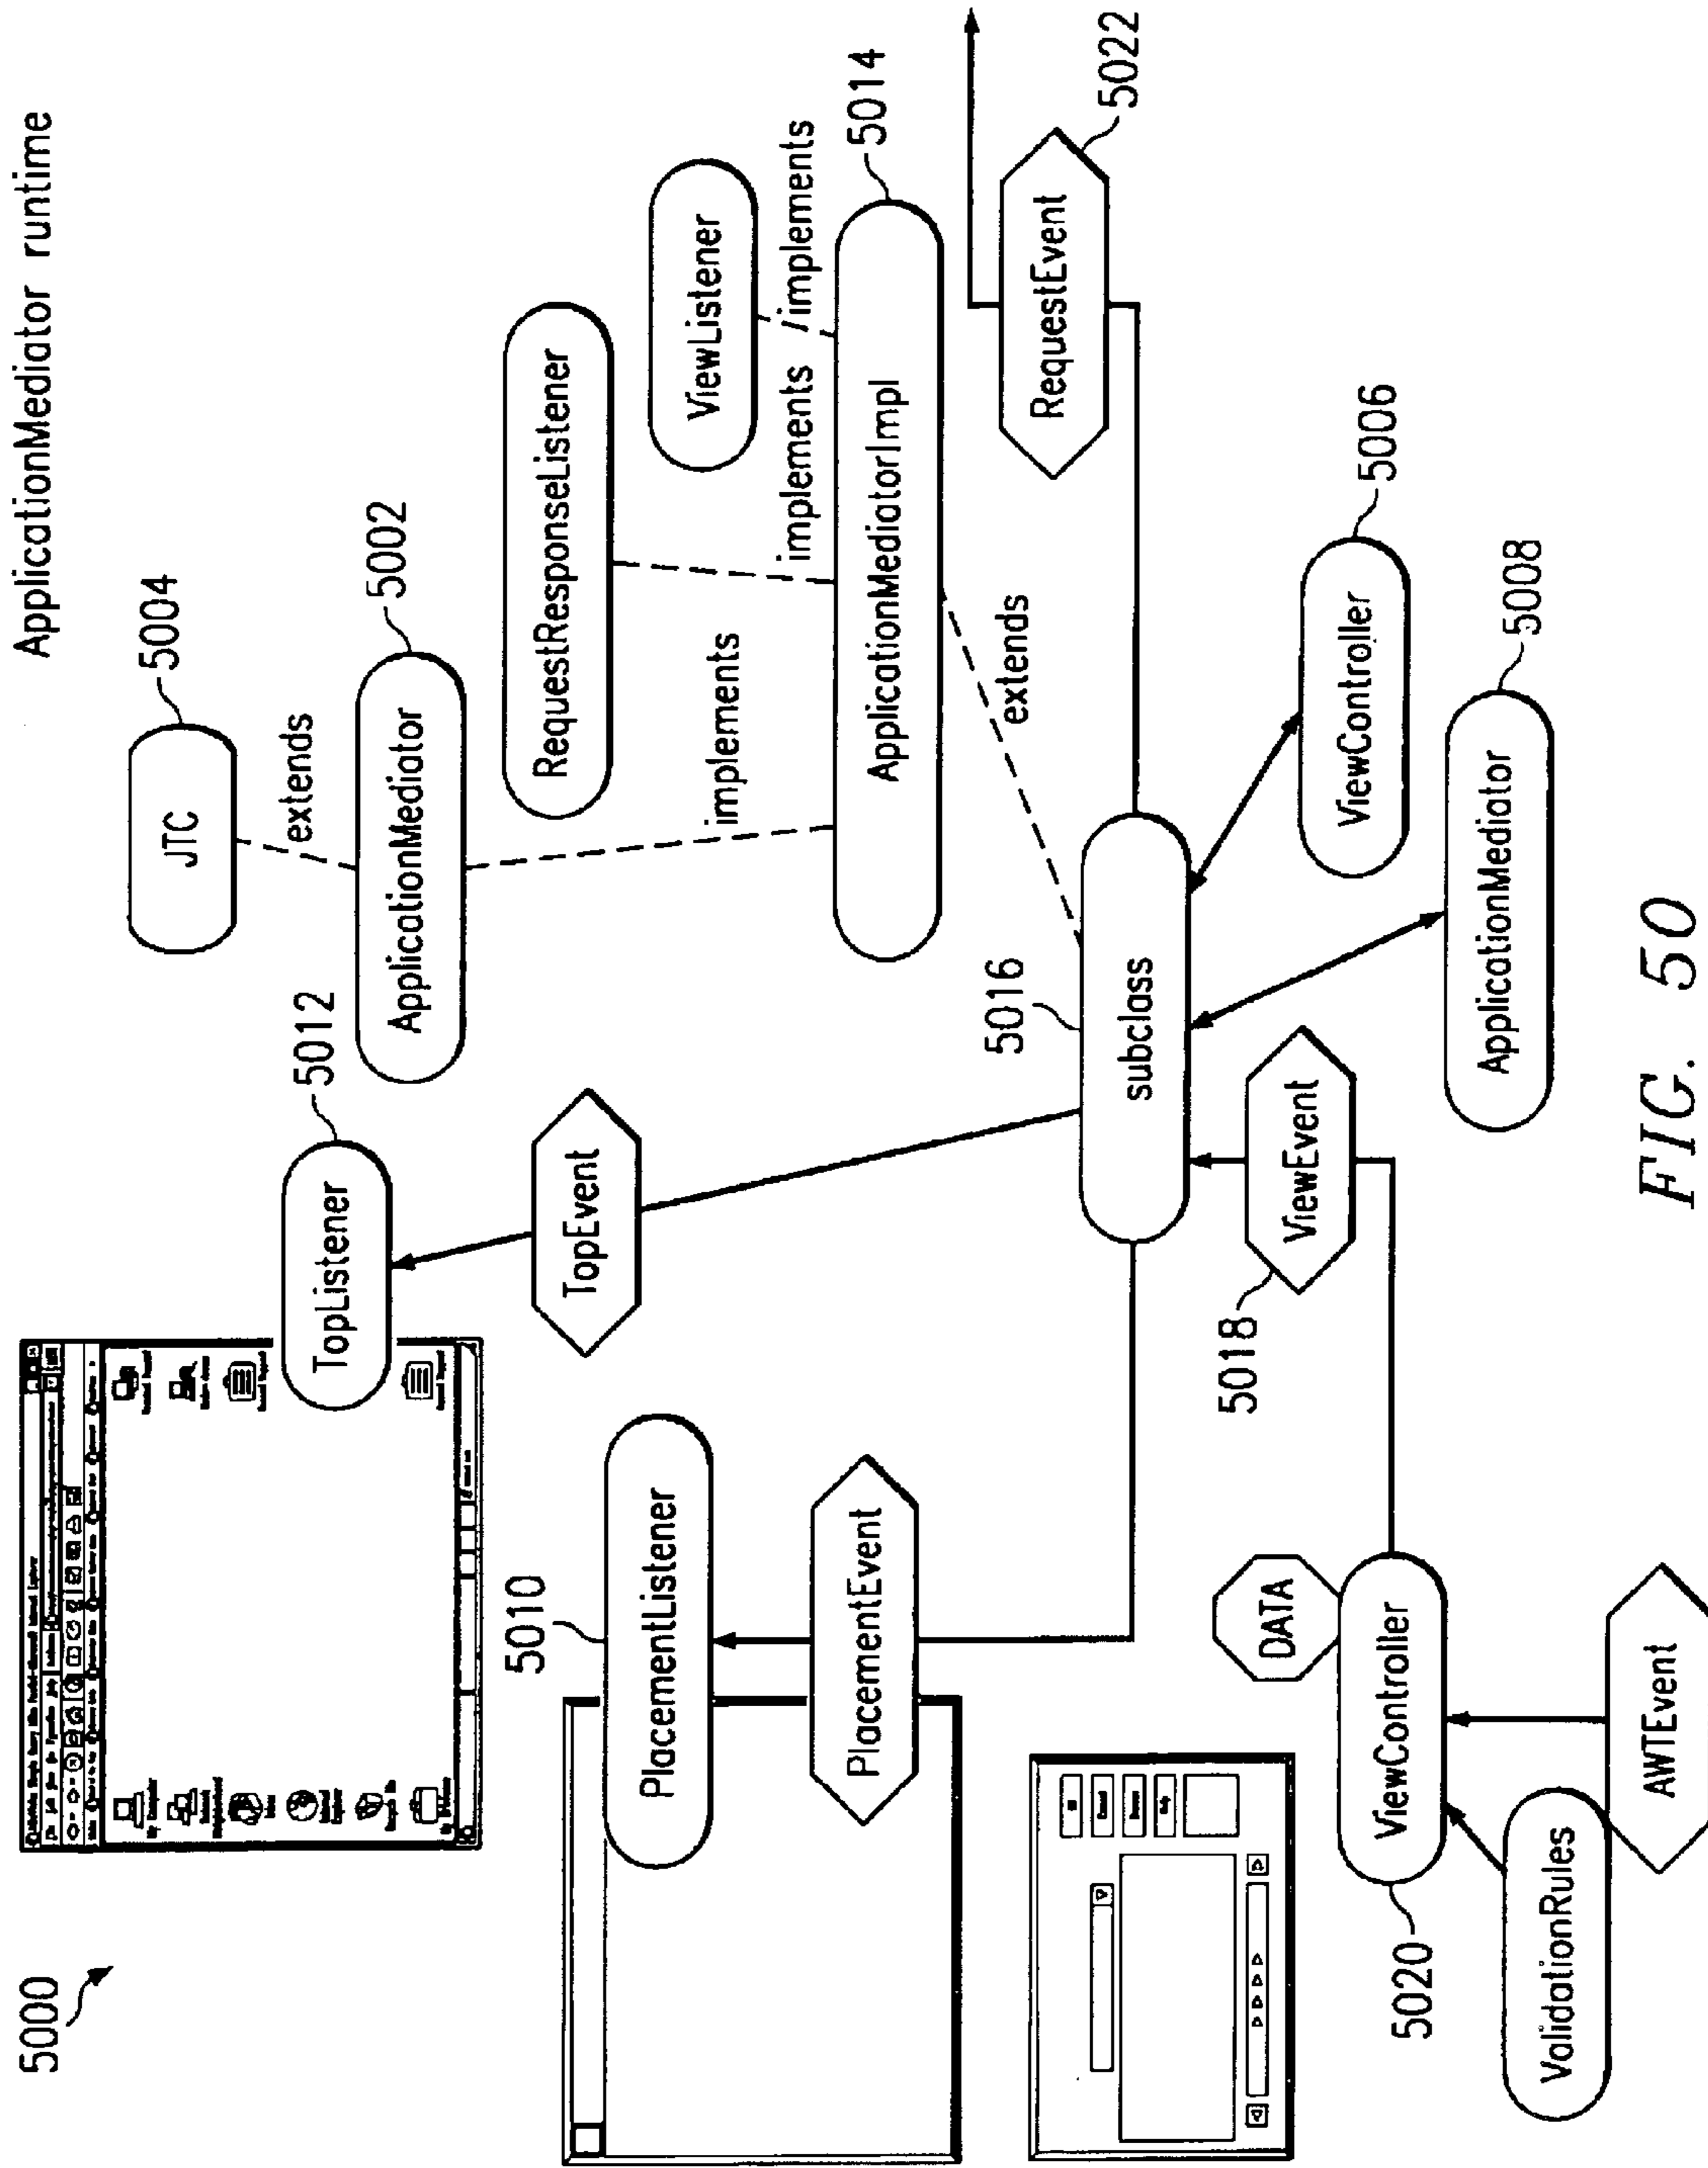 ApplicationMediator runtime
5000
JTC
5004
extends
TopListener
5012
ApplicationMediator
5002
5010
PlacementListener
TopEvent
RequestResponseListener
implements
ViewListener
implements
implements
PlacementEvent
ApplicationMediatorImpl
5014
extends
RequestEvent
5022
5016
subclass
5018
ViewEvent
DATA
ViewController
5020
ViewController
5006
ApplicationMediator
5008
ValidationRules
AWTEvent
FIG. 50